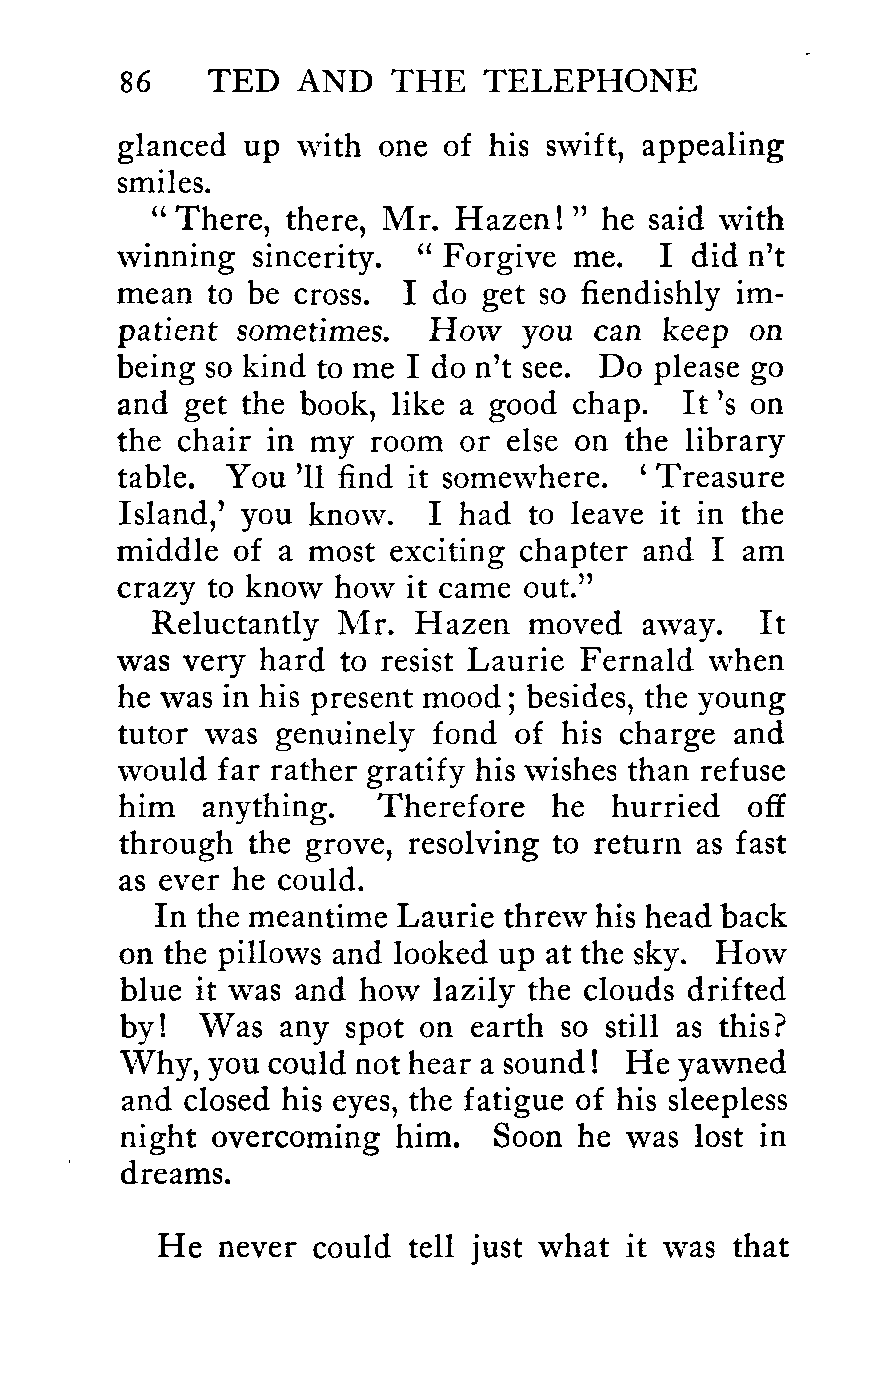 86 TED AND THE TELEPHONE
glanced up with one of his swift, appealing
smiles.
“There, there, Mr. Hazen!” he said with
winning sincerity. “Forgive me. I did n’t
mean to be cross. I do get so fiendishly im-
patient sometimes. How you can keep on
being so kind to me I do n’t see. Do please go
and get the book, like a good chap. It ’s on
the chair in my room or else on the library
table. You ’ll find it somewhere. ‘Treasure
Island,’ you know. I had to leave it in the
middle of a most exciting chapter and I am
crazy to know how it came out.”
Reluctantly Mr. Hazen moved away. It
was very hard to resist Laurie Fernald when
he was in his present mood; besides, the young
tutor was genuinely fond of his charge and
would far rather gratify his wishes than refuse
him anything. Therefore he hurried off
through the grove, resolving to return as fast
as ever he could.
In the meantime Laurie threw his head back
on the pillows and looked up at the sky. How
blue it was and how lazily the clouds drifted
by! Was any spot on earth so still as this?
Why, you could not hear a sound! He yawned
and closed his eyes, the fatigue of his sleepless
night overcoming him. Soon he was lost in
dreams.
He never could tell just what it was that